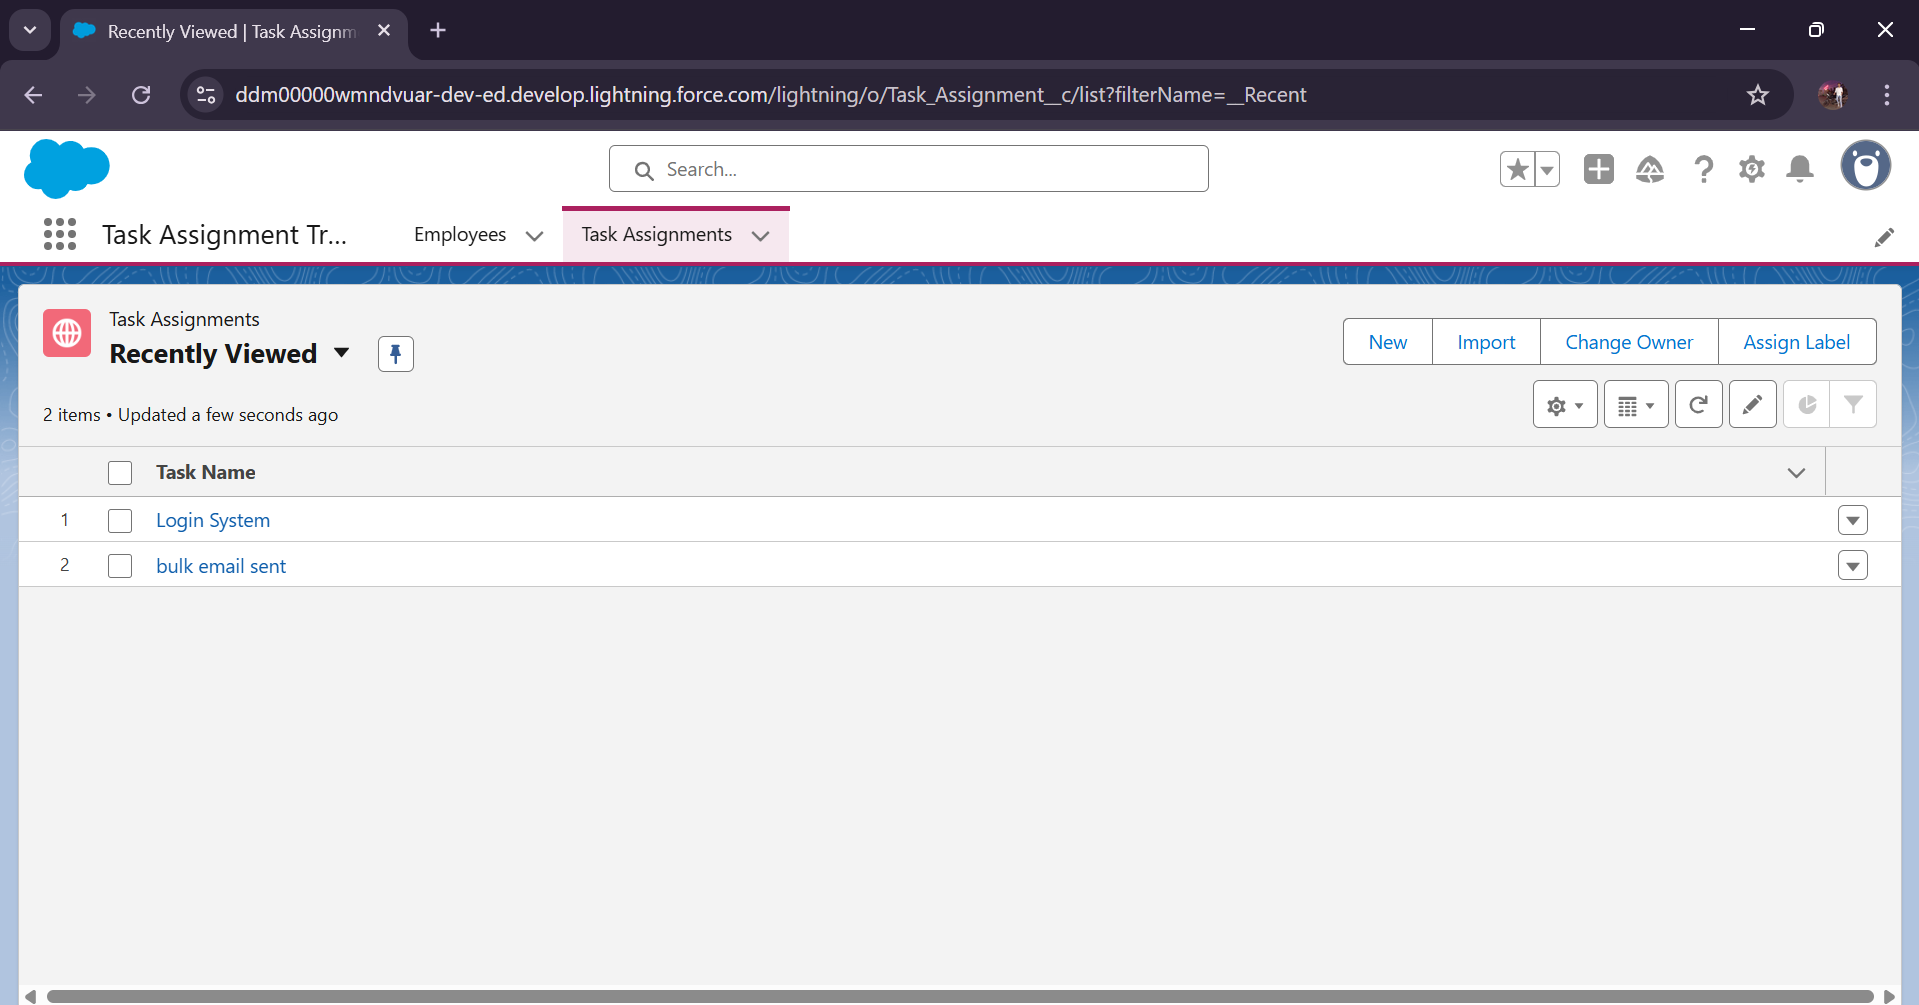 Recently Viewed | Task Assignm
ddm00000wmndvuar-dev-ed.develop.lightning.force.com/lightning/o/Task_Assignment__c/list?filterName=__Recent
Search...
Task Assignment Tr...
Employees
Task Assignments
Task Assignments
Recently Viewed
New
Import
Change Owner
Assign Label
2 items • Updated a few seconds ago
Task Name
1
Login System
2
bulk email sent